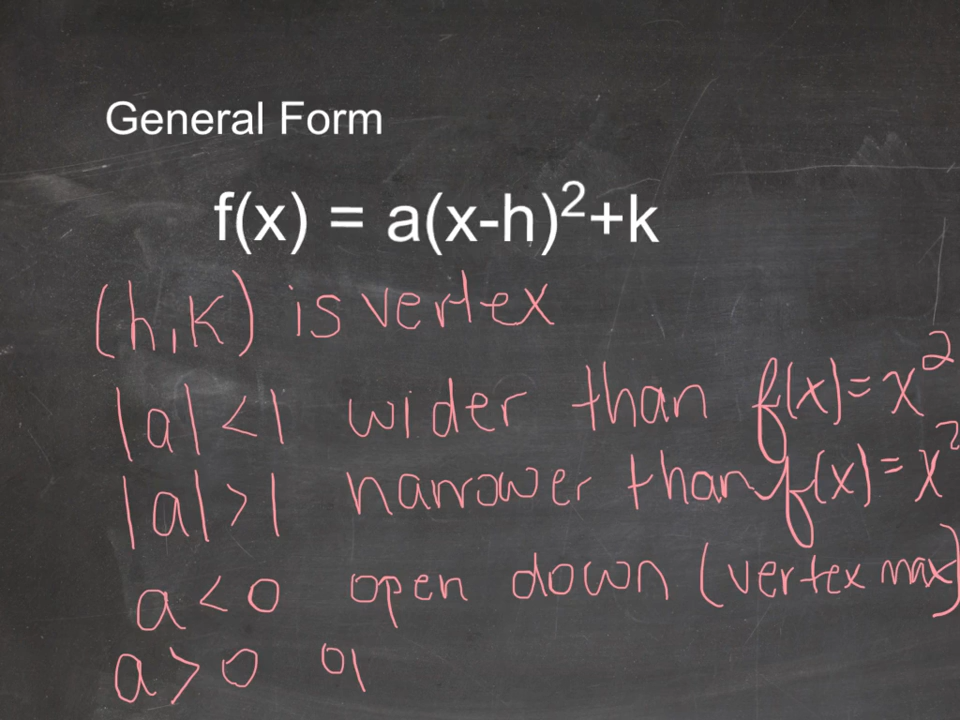 General Form
f(x) = a(x-h)²+k
(h,k) is vertex
|a|<1 wider than f(x)=x²
|a|>1 narrower than f(x)=x²
a<0 open down (vertex max)
a>0 op